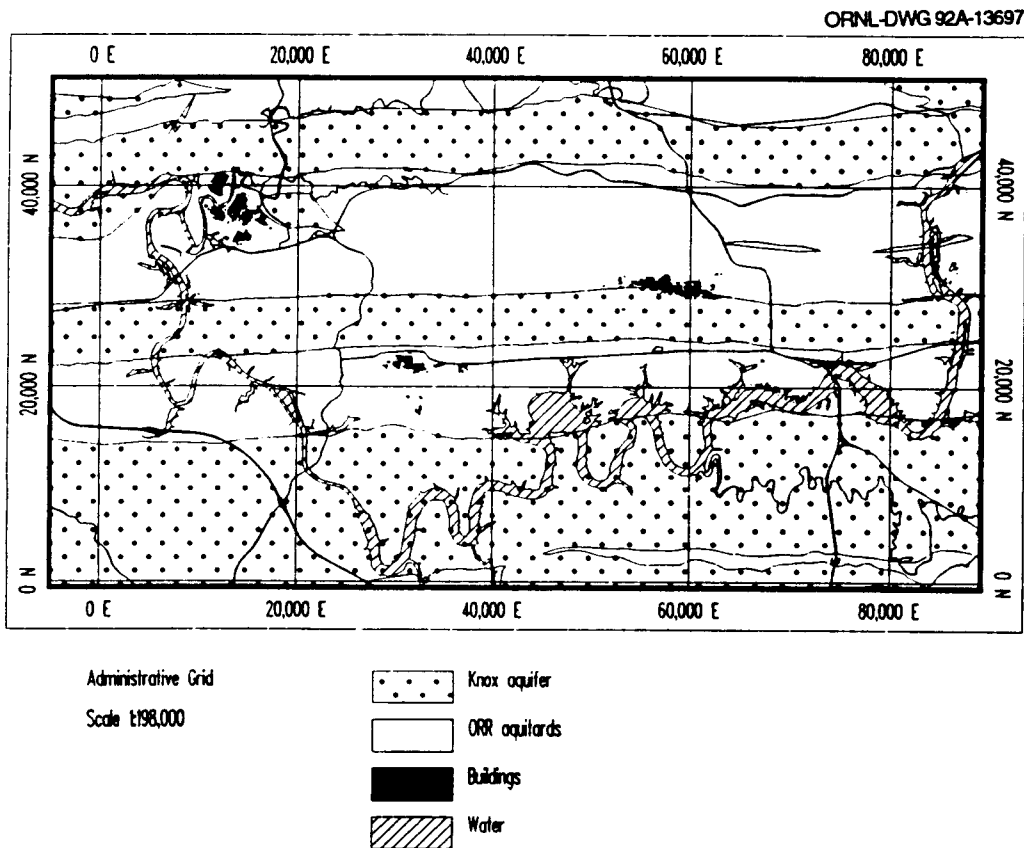 ORNL-DWG 92A-13697
0 E 20,000 E 40,000 E 60,000 E 80,000 E
40,000 N
40,000 N
20,000 N
20,000 N
0 N
0 N
0 E 20,000 E 40,000 E 60,000 E 80,000 E
Administrative Grid
Scale 1:198,000
Knox aquifer
ORR aquitards
Buildings
Water